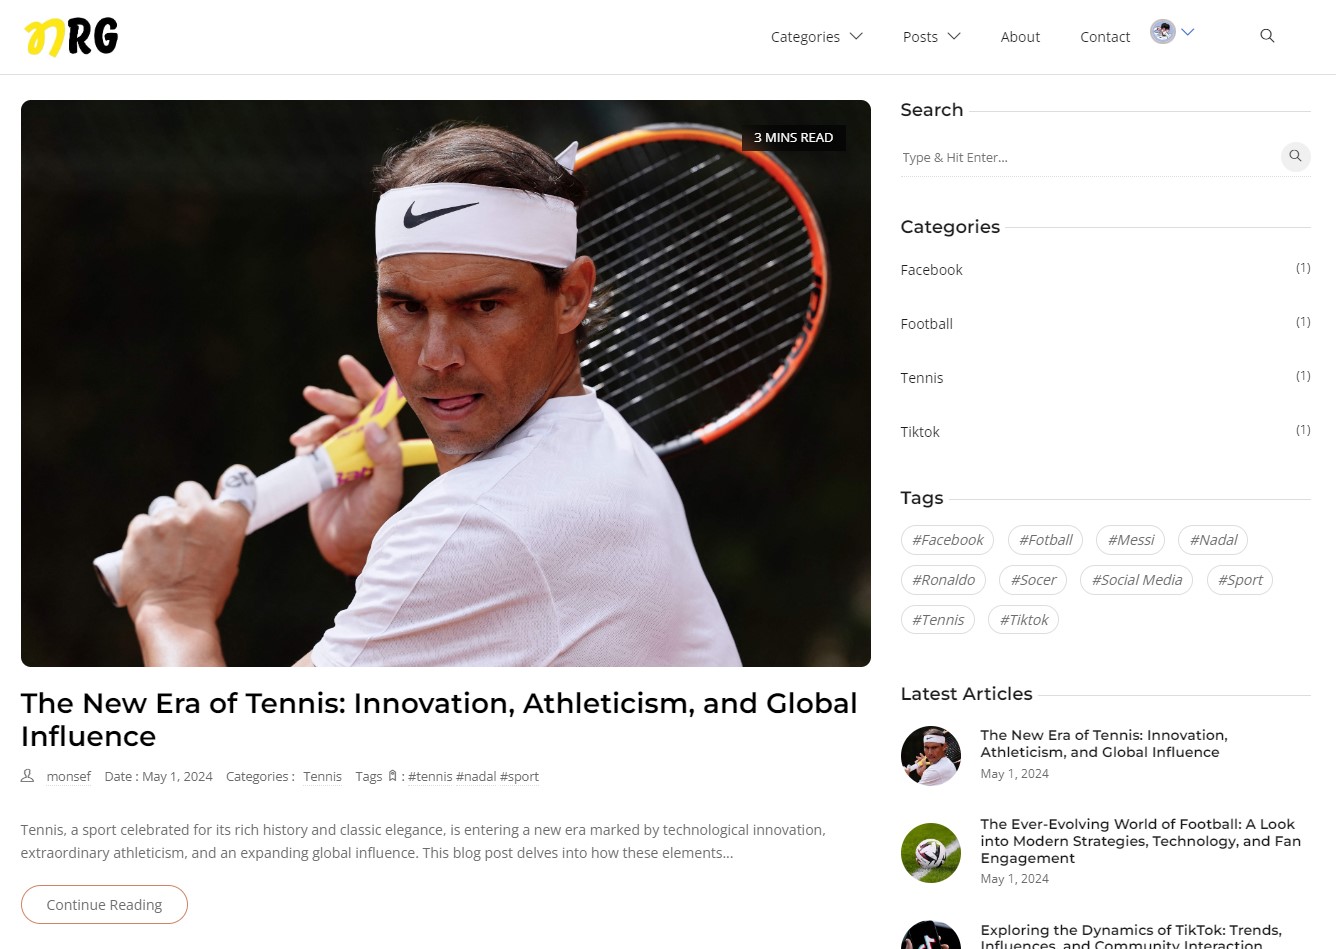 nRG
Categories
Posts
About
Contact
3 MINS READ
The New Era of Tennis: Innovation, Athleticism, and Global
Influence
monsef Date : May 1, 2024 Categories : Tennis Tags : #tennis #nadal #sport
Tennis, a sport celebrated for its rich history and classic elegance, is entering a new era marked by technological innovation,
extraordinary athleticism, and an expanding global influence. This blog post delves into how these elements...
Continue Reading
Search
Type & Hit Enter...
Categories
Facebook (1)
Football (1)
Tennis (1)
Tiktok (1)
Tags
#Facebook #Fotball #Messi #Nadal
#Ronaldo #Socer #Social Media #Sport
#Tennis #Tiktok
Latest Articles
The New Era of Tennis: Innovation,
Athleticism, and Global Influence
May 1, 2024
The Ever-Evolving World of Football: A Look
into Modern Strategies, Technology, and Fan
Engagement
May 1, 2024
Exploring the Dynamics of TikTok: Trends,
Influences, and Community Interaction